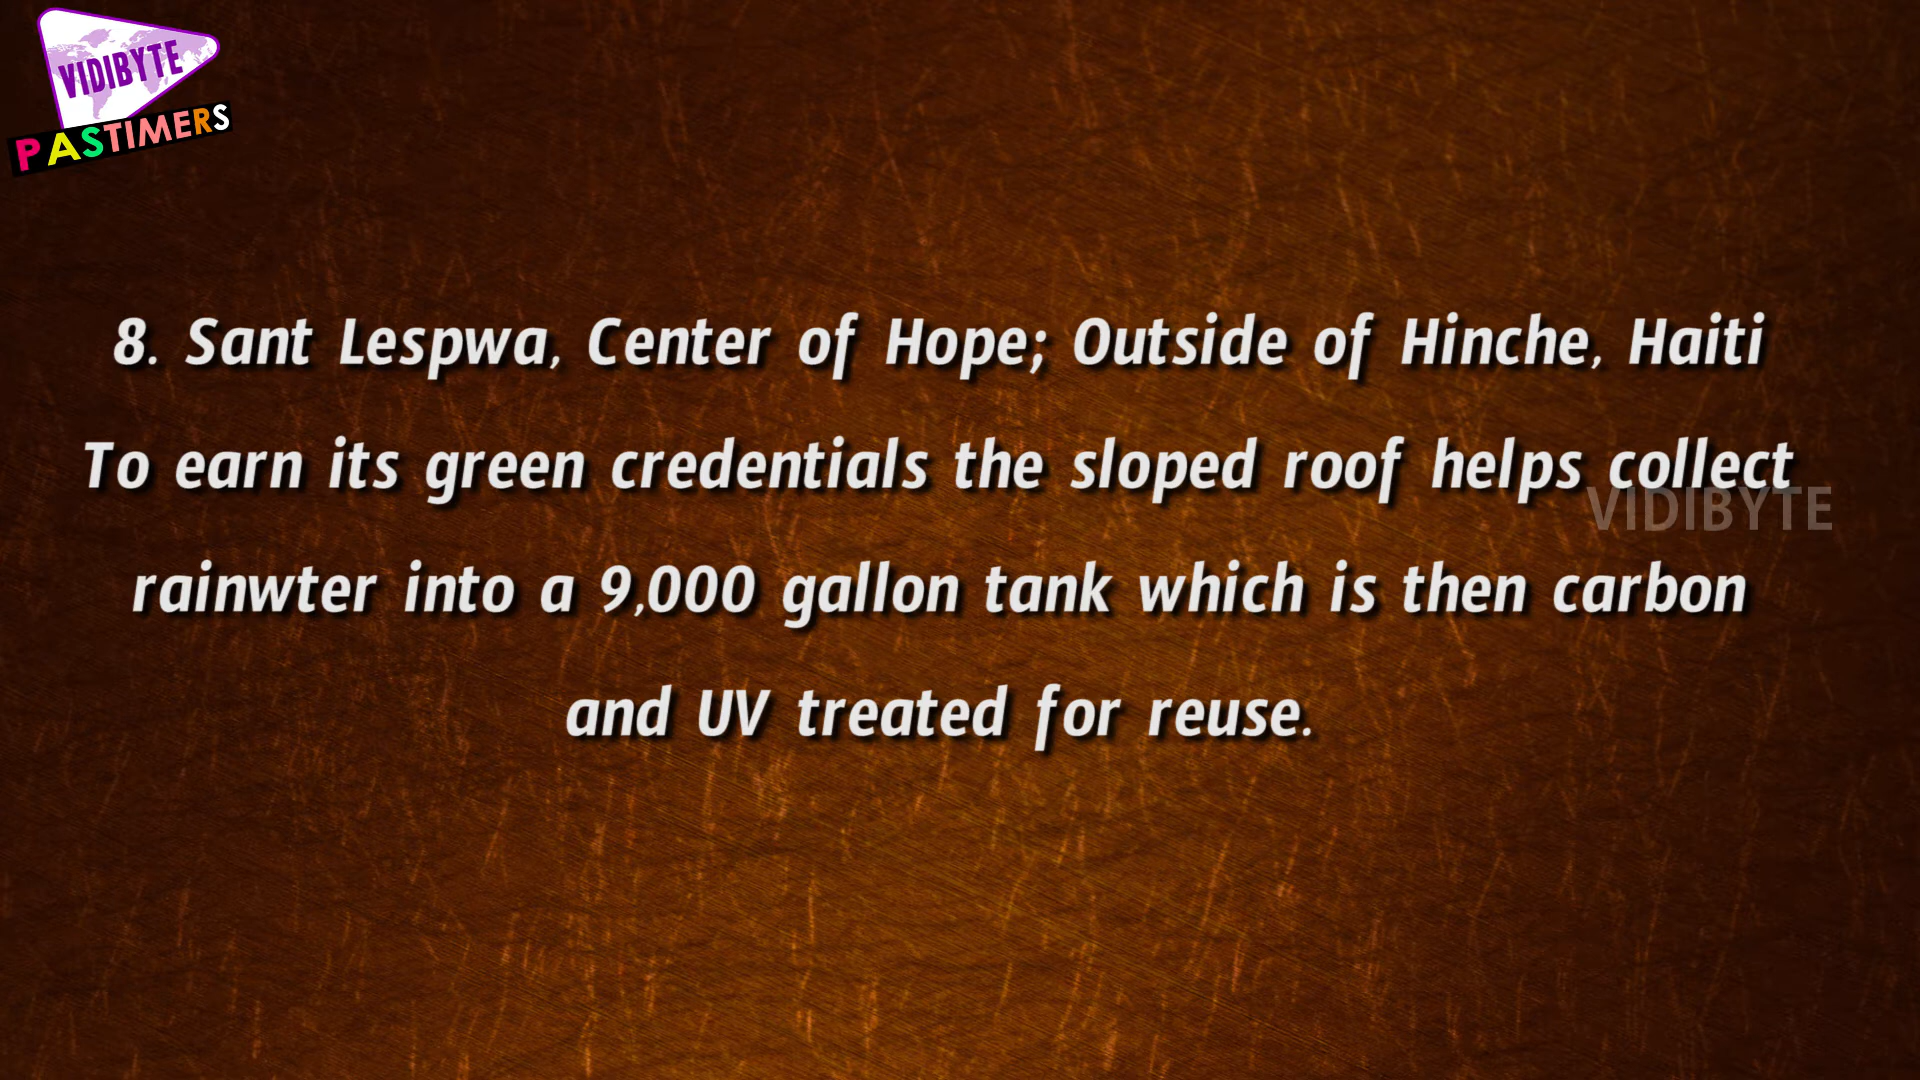 VIDIBYTE
PASTIMERS
8. Sant Lespwa, Center of Hope; Outside of Hinche, Haiti
To earn its green credentials the sloped roof helps collect
VIDIBYTE
rainwter into a 9,000 gallon tank which is then carbon
and UV treated for reuse.